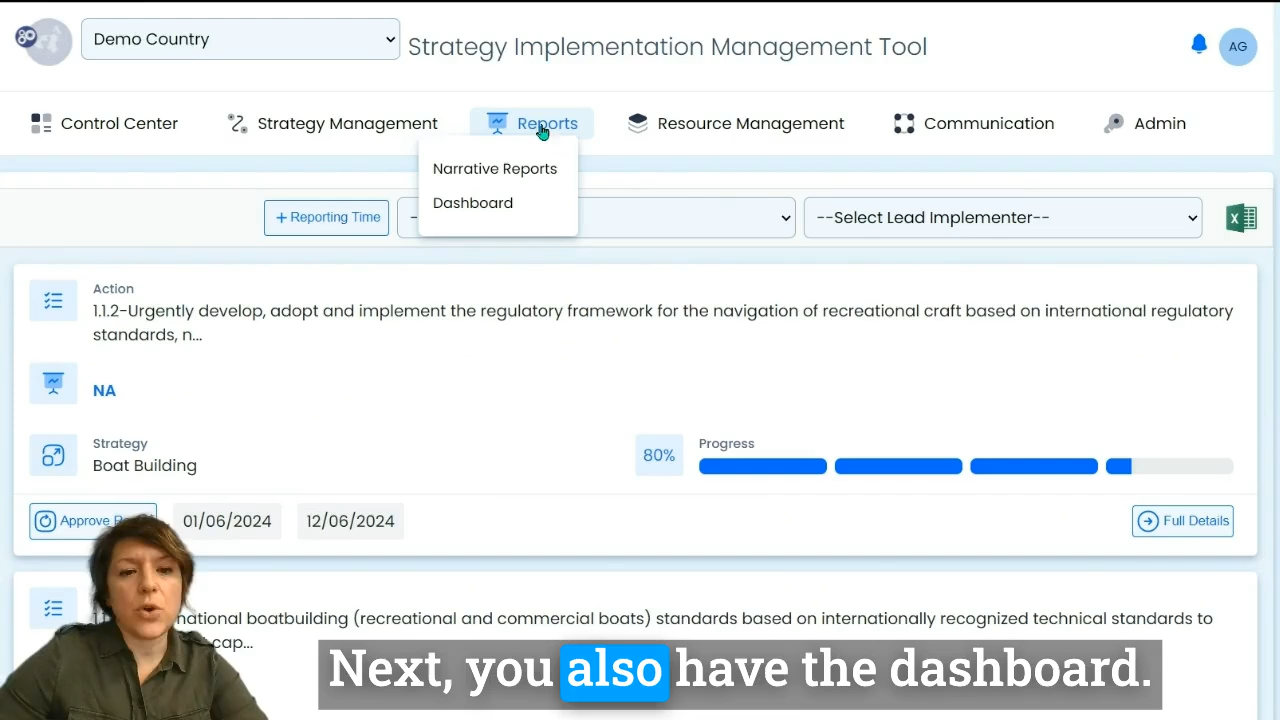 Demo Country
Strategy Implementation Management Tool
AG
Control Center
Strategy Management
Reports
Resource Management
Communication
Admin
Narrative Reports
Dashboard
+ Reporting Time
--Select Lead Implementer--
Action
1.1.2-Urgently develop, adopt and implement the regulatory framework for the navigation of recreational craft based on international regulatory
standards, n...
NA
Strategy
Boat Building
80%
Progress
Approve
01/06/2024
12/06/2024
Full Details
boatbuilding (recreational and commercial boats) standards based on internationally recognized technical standards to
cap...
Next, you also have the dashboard.